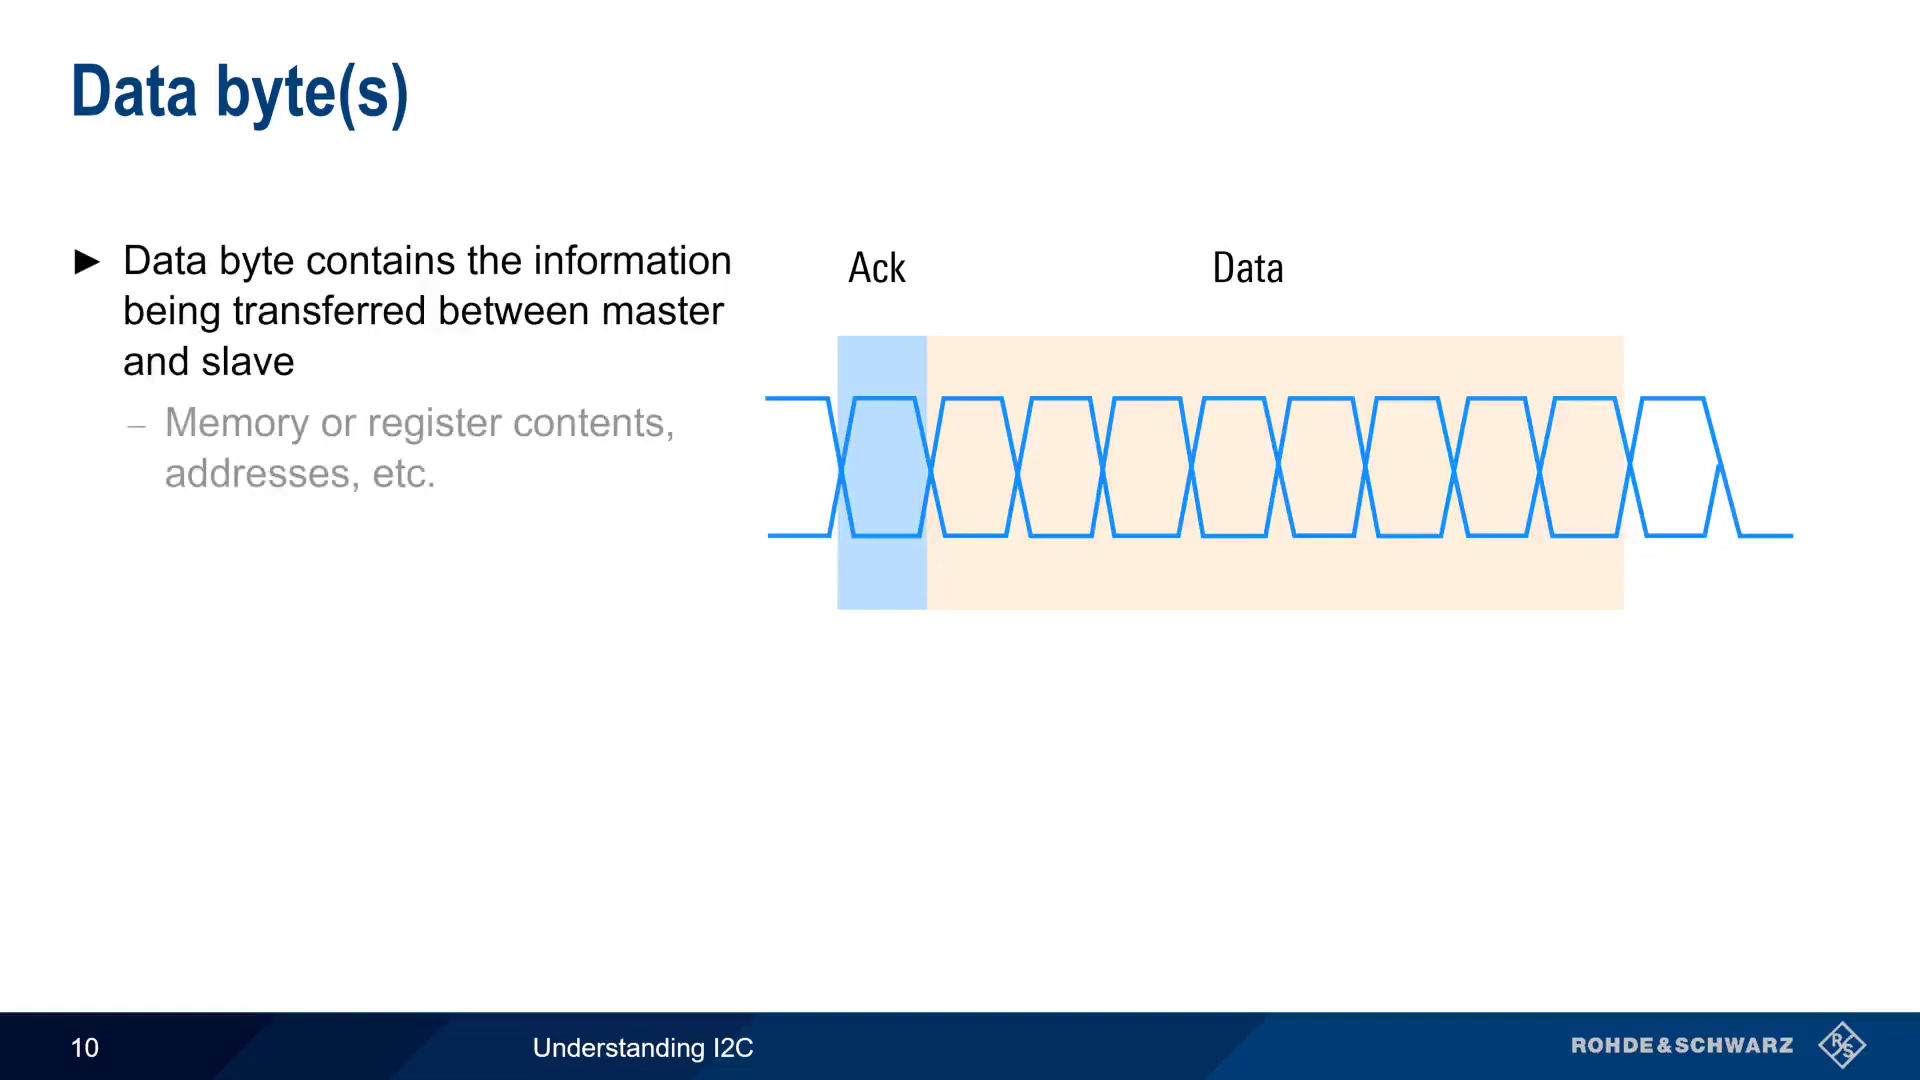 Data byte(s)
► Data byte contains the information
being transferred between master
and slave
– Memory or register contents,
addresses, etc.
Ack
Data
10
Understanding I2C
ROHDE&SCHWARZ
RS